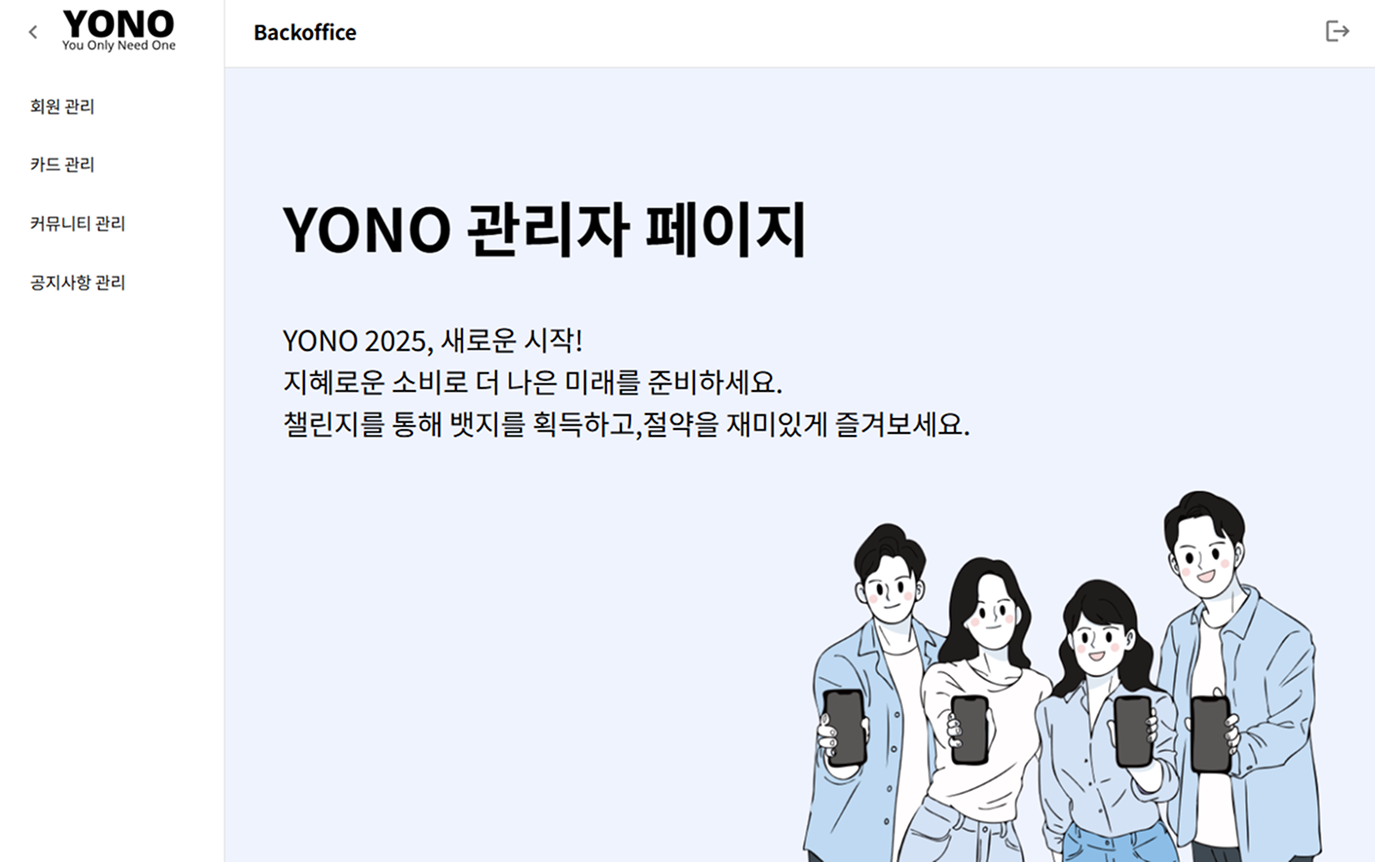 YONO
You Only Need One
Backoffice
회원 관리
카드 관리
커뮤니티 관리
공지사항 관리
YONO 관리자 페이지
YONO 2025, 새로운 시작!
지혜로운 소비로 더 나은 미래를 준비하세요.
챌린지를 통해 뱃지를 획득하고,절약을 재미있게 즐겨보세요.